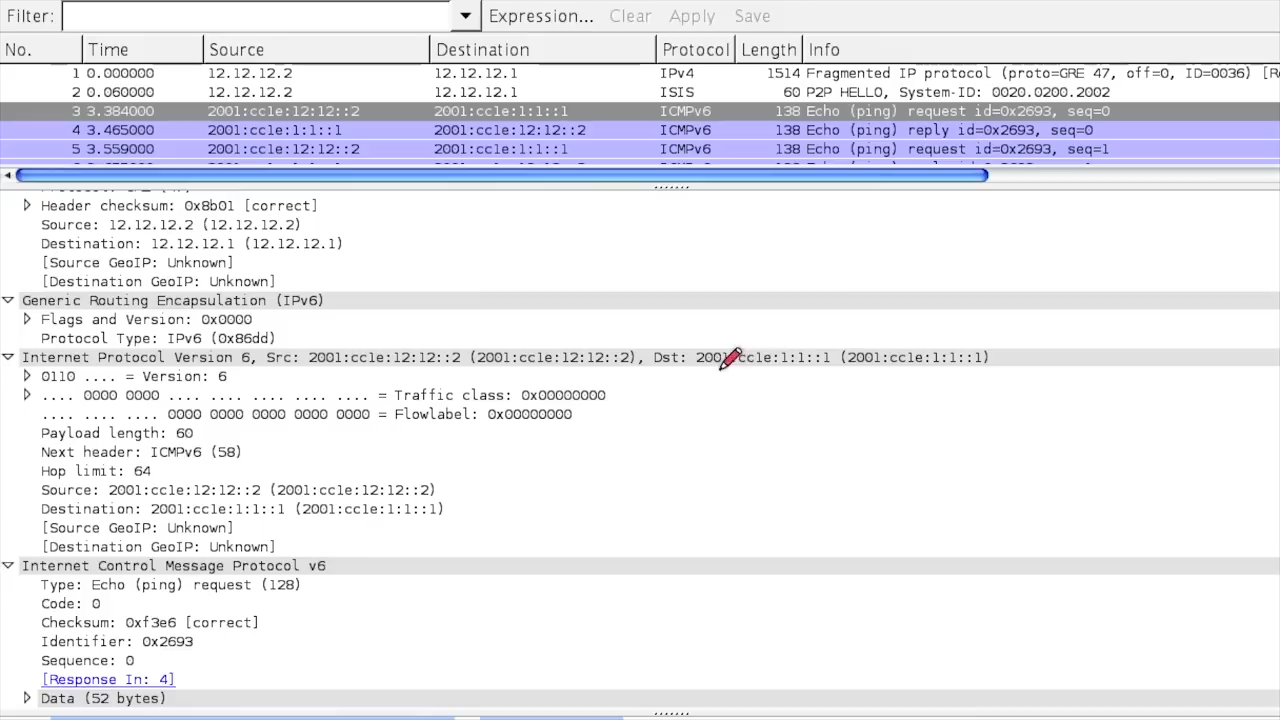 Filter: Expression... Clear Apply Save
No. Time Source Destination Protocol Length Info
1 0.000000 12.12.12.2 12.12.12.1 IPv4 1514 Fragmented IP protocol (proto=GRE 47, off=0, ID=0036) [R
2 0.060000 12.12.12.2 12.12.12.1 ISIS 60 P2P HELLO, System-ID: 0020.0200.2002
3 3.384000 2001:cc1e:12:12::2 2001:cc1e:1:1::1 ICMPv6 138 Echo (ping) request id=0x2693, seq=0
4 3.465000 2001:cc1e:1:1::1 2001:cc1e:12:12::2 ICMPv6 138 Echo (ping) reply id=0x2693, seq=0
5 3.559000 2001:cc1e:12:12::2 2001:cc1e:1:1::1 ICMPv6 138 Echo (ping) request id=0x2693, seq=1
Header checksum: 0x8b01 [correct]
Source: 12.12.12.2 (12.12.12.2)
Destination: 12.12.12.1 (12.12.12.1)
[Source GeoIP: Unknown]
[Destination GeoIP: Unknown]
Generic Routing Encapsulation (IPv6)
Flags and Version: 0x0000
Protocol Type: IPv6 (0x86dd)
Internet Protocol Version 6, Src: 2001:cc1e:12:12::2 (2001:cc1e:12:12::2), Dst: 2001:cc1e:1:1::1 (2001:cc1e:1:1::1)
0110 .... = Version: 6
.... 0000 0000 .... .... .... .... .... = Traffic class: 0x00000000
.... .... .... 0000 0000 0000 0000 0000 = Flowlabel: 0x00000000
Payload length: 60
Next header: ICMPv6 (58)
Hop limit: 64
Source: 2001:cc1e:12:12::2 (2001:cc1e:12:12::2)
Destination: 2001:cc1e:1:1::1 (2001:cc1e:1:1::1)
[Source GeoIP: Unknown]
[Destination GeoIP: Unknown]
Internet Control Message Protocol v6
Type: Echo (ping) request (128)
Code: 0
Checksum: 0xf3e6 [correct]
Identifier: 0x2693
Sequence: 0
[Response In: 4]
Data (52 bytes)